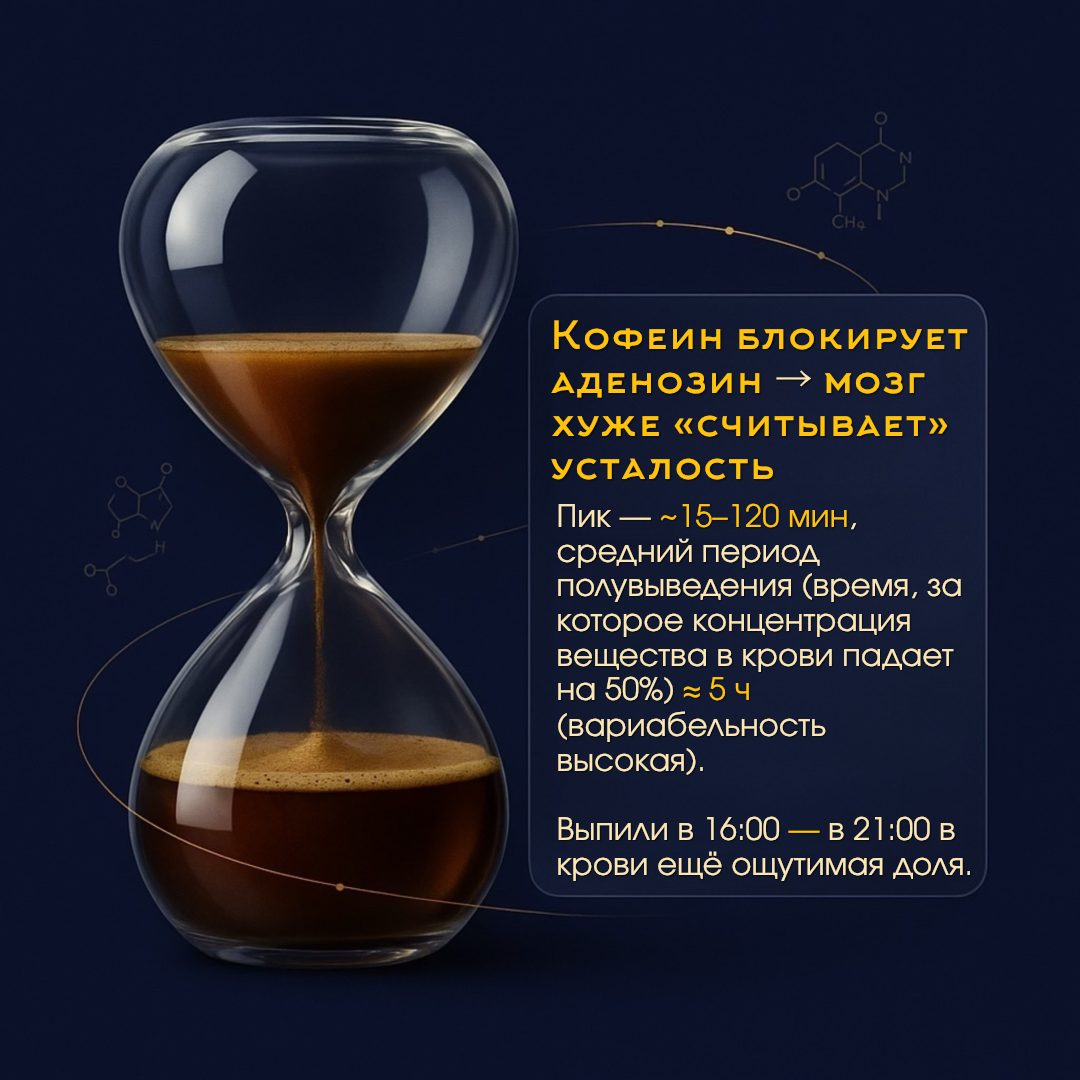 Кофеин блокирует
аденозин → мозг
хуже «считывает»
усталость
Пик — ~15–120 мин,
средний период
полувыведения (время, за
которое концентрация
вещества в крови падает
на 50%) ≈ 5 ч
(вариабельность
высокая).
Выпили в 16:00 — в 21:00 в
крови ещё ощутимая доля.
O
N
O
N
CH₄
O
O
O
N
H
O
O